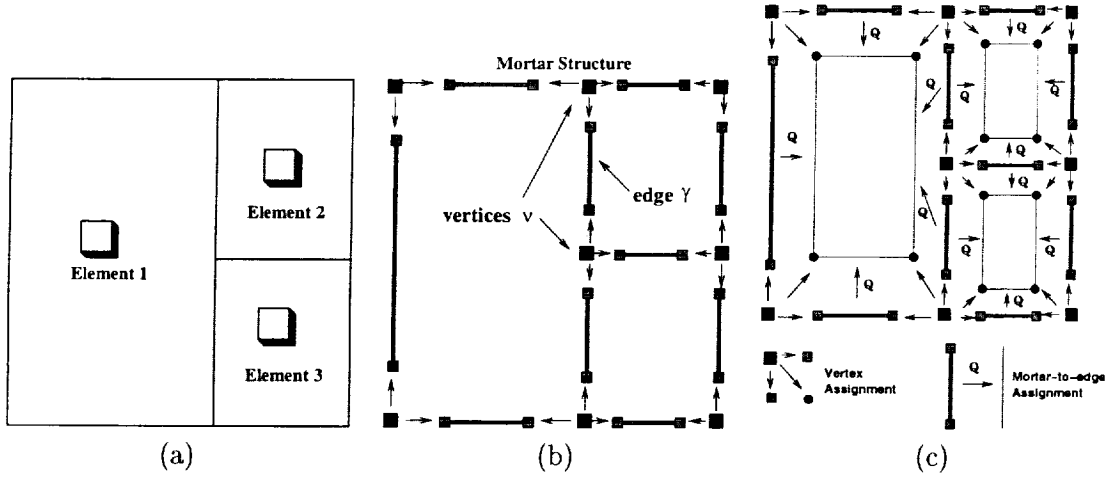 Element 1
Element 2
Element 3
(a)
Mortar Structure
vertices ν
edge γ
(b)
Q
Q
Q
Q
Q
Q
Q
Q
Q
Q
Q
Q
Q
Vertex
Assignment
Q
Mortar-to-edge
Assignment
(c)